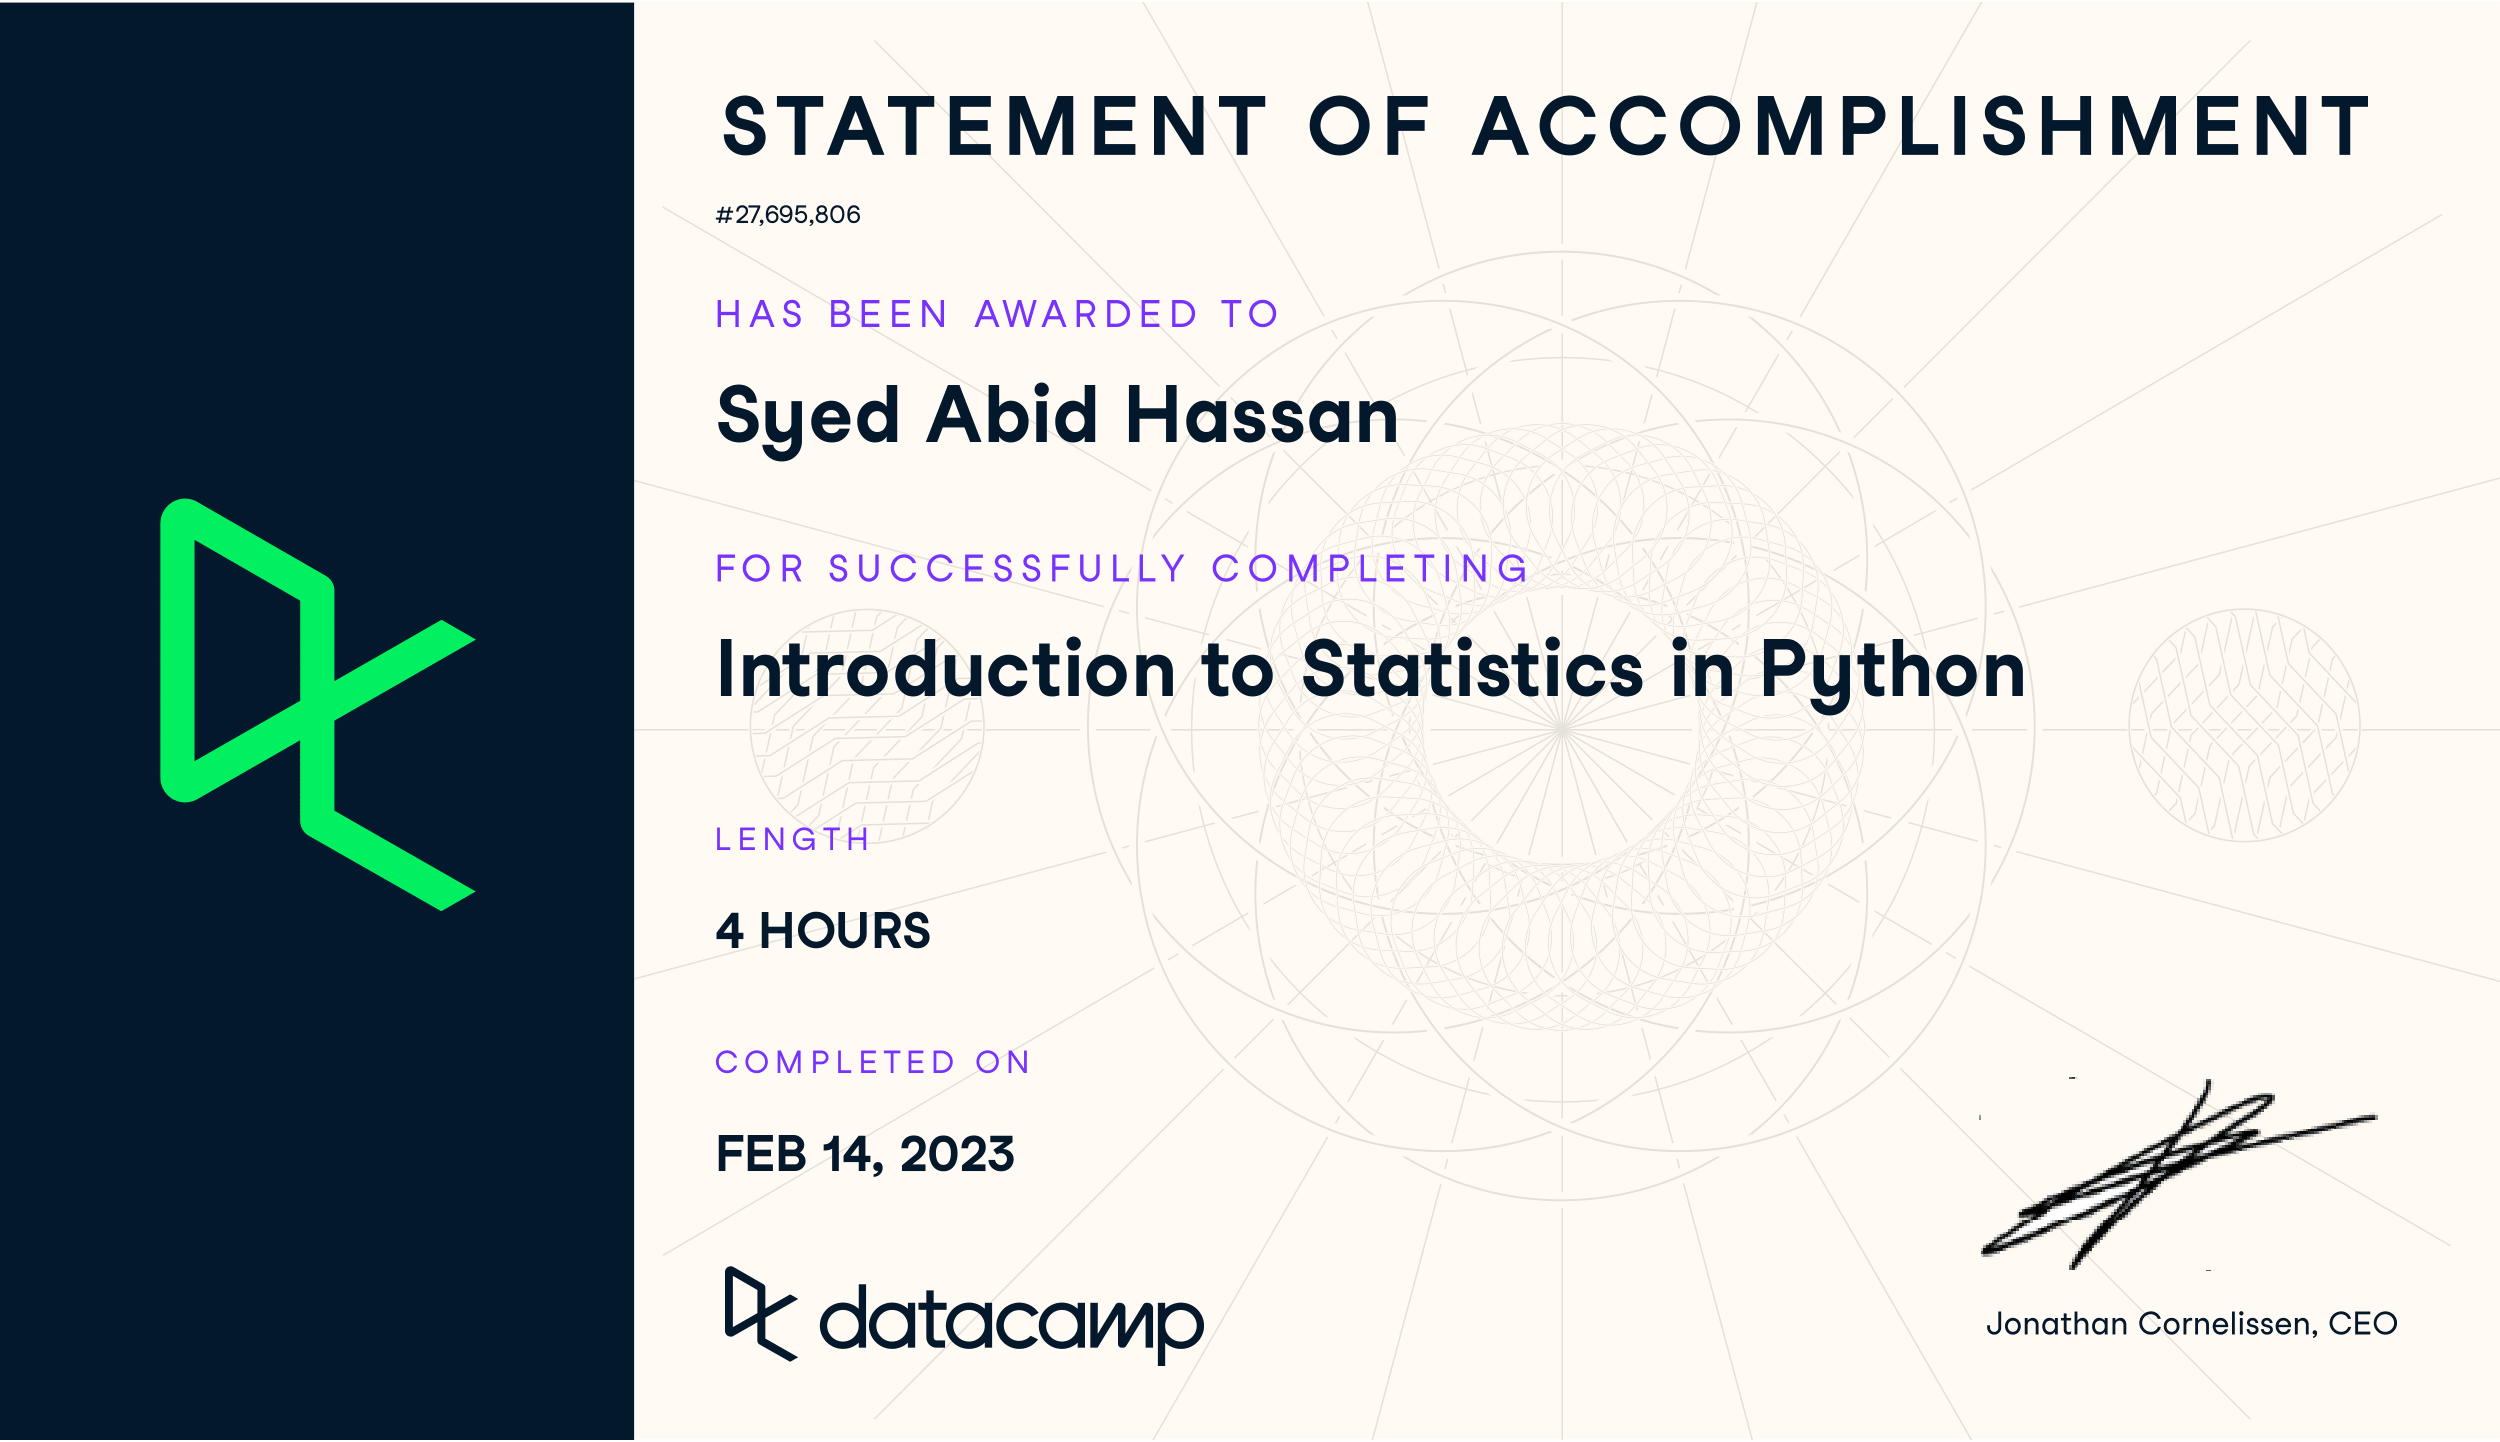 STATEMENT OF ACCOMPLISHMENT
#27,695,806
HAS BEEN AWARDED TO
Syed Abid Hassan
FOR SUCCESSFULLY COMPLETING
Introduction to Statistics in Python
LENGTH
4 HOURS
COMPLETED ON
FEB 14, 2023
datacamp
Jonathan Cornelissen, CEO